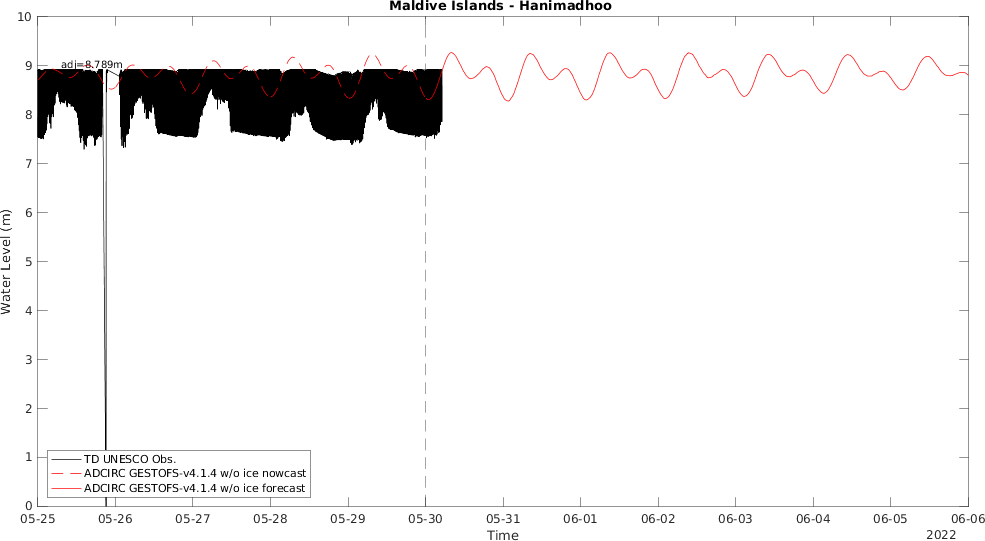 Maldive Islands - Hanimadhoo
10
9
8
7
6
5
4
3
2
1
0
Water Level (m)
adj=8.789m
TD UNESCO Obs.
ADCIRC GESTOFS-v4.1.4 w/o ice nowcast
ADCIRC GESTOFS-v4.1.4 w/o ice forecast
05-25 05-26 05-27 05-28 05-29 05-30 05-31 06-01 06-02 06-03 06-04 06-05 06-06
Time
2022